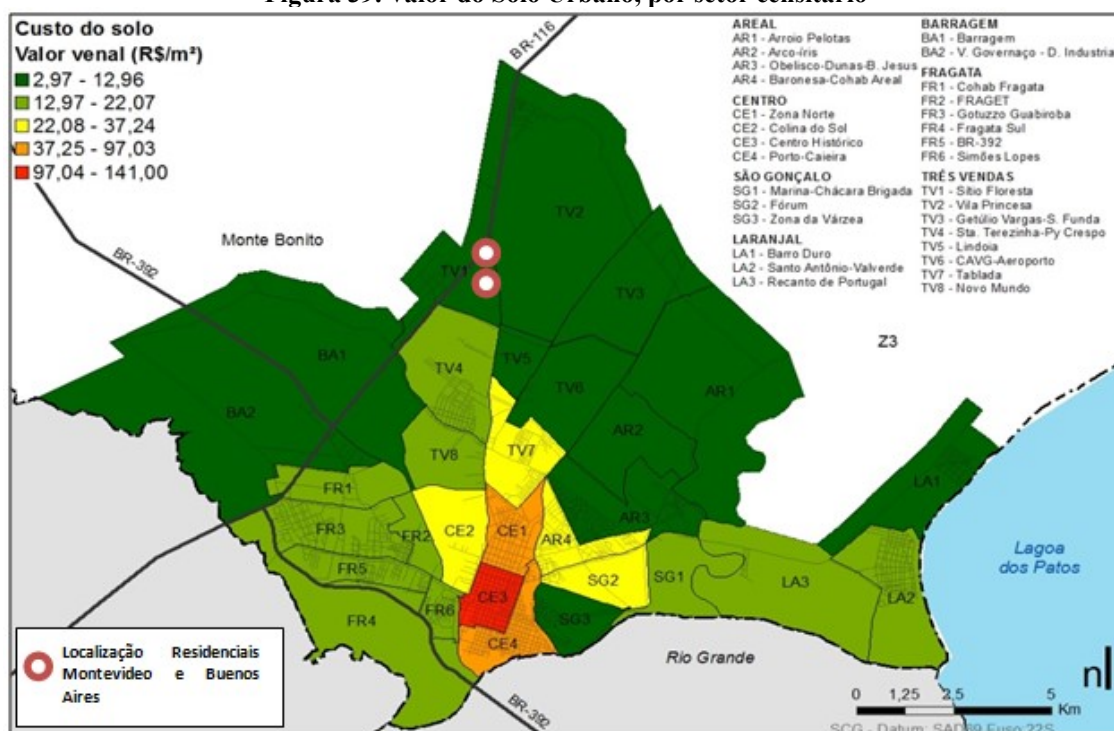 Figura 39. Valor do Solo Urbano, por setor censitário
Custo do solo
Valor venal (R$/m²)
2,97 - 12,96
12,97 - 22,07
22,08 - 37,24
37,25 - 97,03
97,04 - 141,00
AREAL
AR1 - Arroio Pelotas
AR2 - Arco-íris
AR3 - Obelisco-Dunas-B. Jesus
AR4 - Baronesa-Cohab Areal
CENTRO
CE1 - Zona Norte
CE2 - Colina do Sol
CE3 - Centro Histórico
CE4 - Porto-Caieira
SÃO GONÇALO
SG1 - Marina-Chácara Brigada
SG2 - Fórum
SG3 - Zona da Várzea
LARANJAL
LA1 - Barro Duro
LA2 - Santo Antônio-Valverde
LA3 - Recanto de Portugal
BARRAGEM
BA1 - Barragem
BA2 - V. Governaço - D. Industria
FRAGATA
FR1 - Cohab Fragata
FR2 - FRAGET
FR3 - Gotuzzo Guabiroba
FR4 - Fragata Sul
FR5 - BR-392
FR6 - Simões Lopes
TRÊS VENDAS
TV1 - Sítio Floresta
TV2 - Vila Princesa
TV3 - Getúlio Vargas-S. Funda
TV4 - Sta. Terezinha-Py Crespo
TV5 - Lindoia
TV6 - CAVG-Aeroporto
TV7 - Tablada
TV8 - Novo Mundo
BR-116
TV2
Monte Bonito
BR-392
TV1
TV3
Z3
BA1
TV4
TV5
TV6
AR1
BA2
AR2
TV8
TV7
LA1
FR1
AR3
FR3
FR2
CE2
CE1
AR4
Lagoa
dos Patos
FR5
SG2
SG1
LA3
LA2
FR4
FR6
CE3
SG3
CE4
Rio Grande
BR-392
Localização Residenciais
Montevideo e Buenos
Aires
n
0 1,25 2,5 5
Km
SCG - Datum: SAD69 Fuso:22S